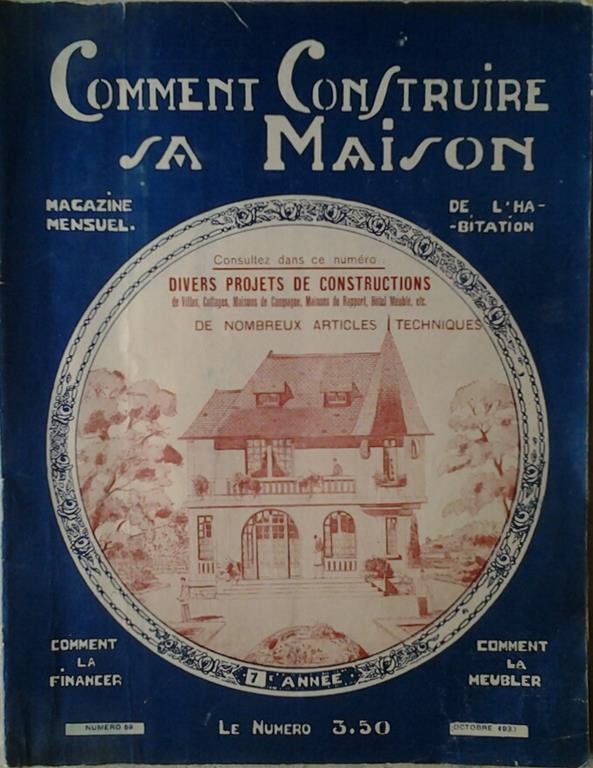 COMMENT CONSTRUIRE
SA MAISON
MAGAZINE
MENSUEL.
DE L'HA-
-BITATION
Consultez dans ce numéro :
DIVERS PROJETS DE CONSTRUCTIONS
de Villas, Cottages, Maisons de Campagne, Maisons de Rapport, Hôtel Meublé, etc.
DE NOMBREUX ARTICLES TECHNIQUES
COMMENT
LA
FINANCER
COMMENT
LA
MEUBLER
7e ANNÉE
NUMERO
LE NUMERO 3.50
OCTOBRE